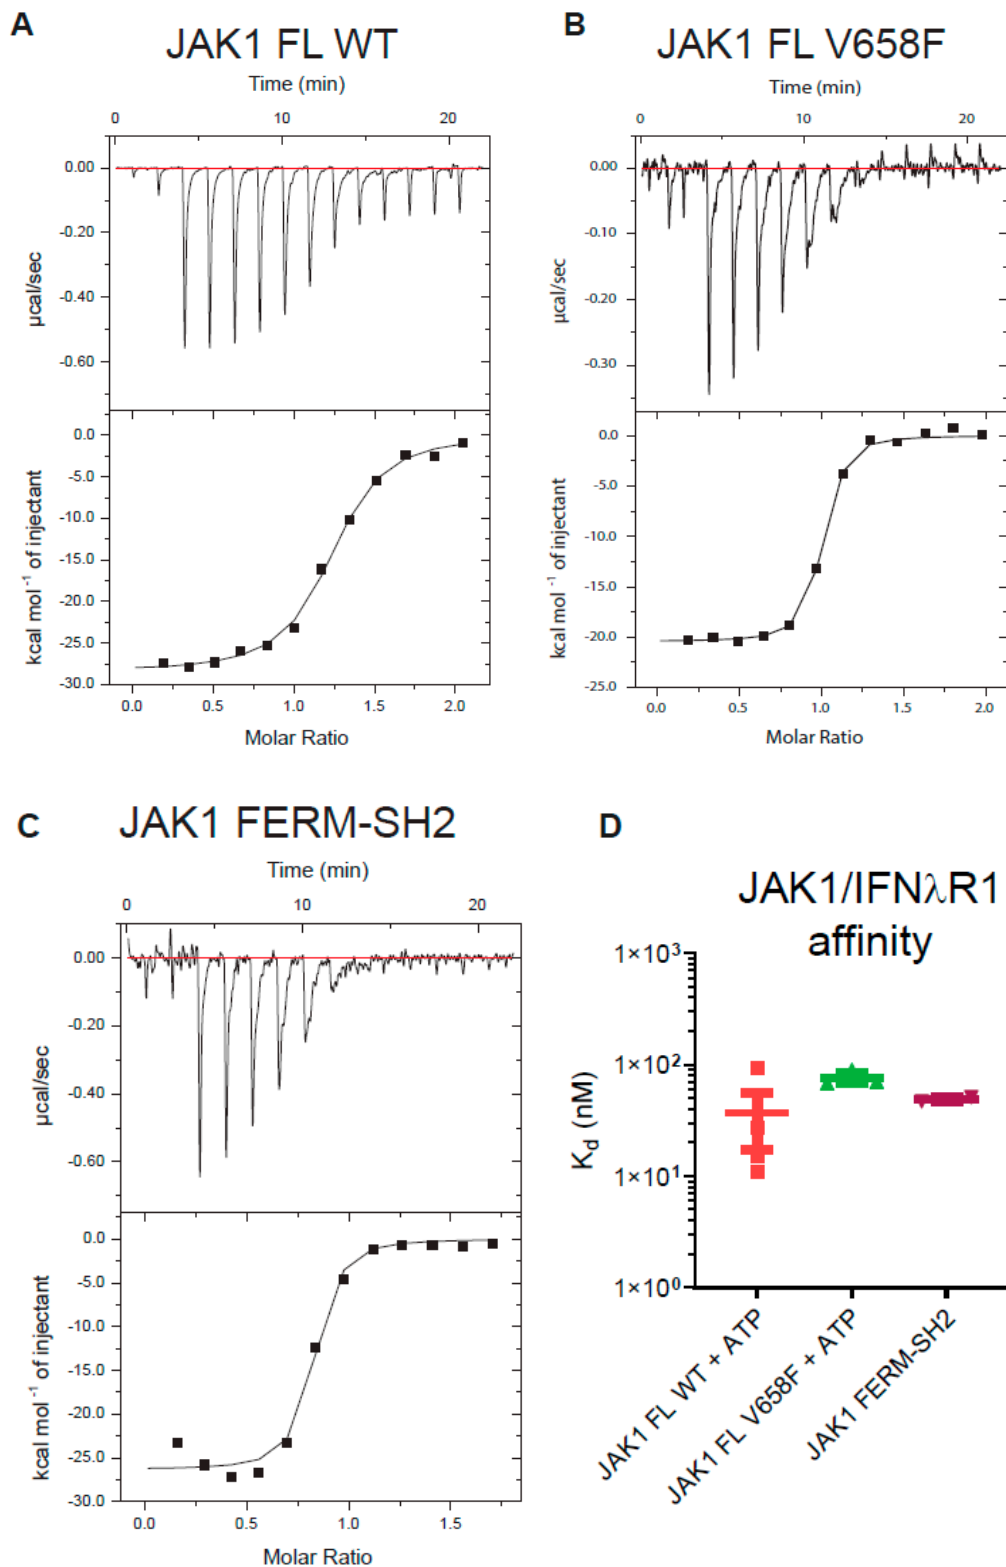 A
JAK1 FL WT
Time (min)
0 10 20
0.00
-0.20
-0.40
-0.60
µcal/sec
0.0
-5.0
-10.0
-15.0
-20.0
-25.0
-30.0
kcal mol⁻¹ of injectant
0.0 0.5 1.0 1.5 2.0
Molar Ratio
B
JAK1 FL V658F
Time (min)
0 10 20
0.00
-0.10
-0.20
-0.30
µcal/sec
0.0
-5.0
-10.0
-15.0
-20.0
-25.0
kcal mol⁻¹ of injectant
0.0 0.5 1.0 1.5 2.0
Molar Ratio
C
JAK1 FERM-SH2
Time (min)
0 10 20
0.00
-0.20
-0.40
-0.60
µcal/sec
0.0
-5.0
-10.0
-15.0
-20.0
-25.0
-30.0
kcal mol⁻¹ of injectant
0.0 0.5 1.0 1.5
Molar Ratio
D
JAK1/IFNλR1
affinity
1×10³
1×10²
1×10¹
1×10⁰
K_d (nM)
JAK1 FL WT + ATP
JAK1 FL V658F + ATP
JAK1 FERM-SH2